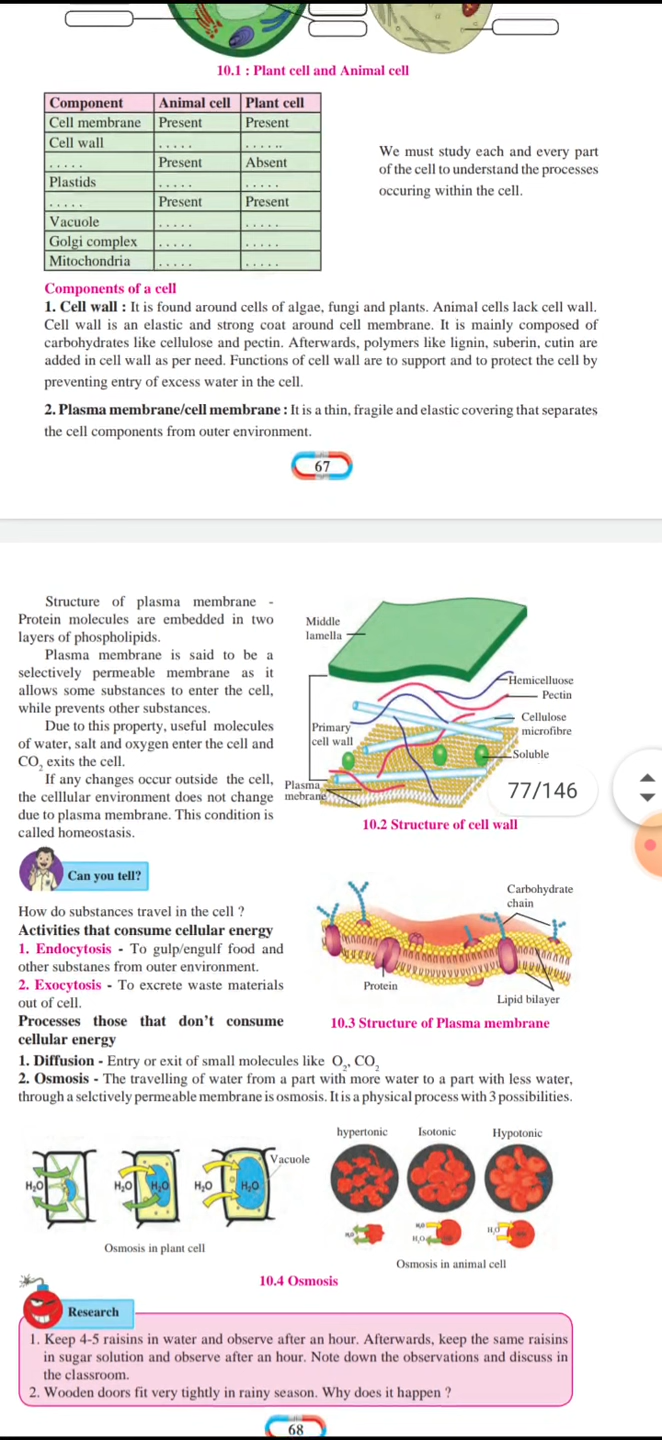 10.1 : Plant cell and Animal cell
Component Animal cell Plant cell
Cell membrane Present Present
Cell wall ..... ......
..... Present Absent
Plastids ..... .....
..... Present Present
Vacuole ..... .....
Golgi complex ..... .....
Mitochondria ..... .....
We must study each and every part
of the cell to understand the processes
occuring within the cell.
Components of a cell
1. Cell wall : It is found around cells of algae, fungi and plants. Animal cells lack cell wall.
Cell wall is an elastic and strong coat around cell membrane. It is mainly composed of
carbohydrates like cellulose and pectin. Afterwards, polymers like lignin, suberin, cutin are
added in cell wall as per need. Functions of cell wall are to support and to protect the cell by
preventing entry of excess water in the cell.
2. Plasma membrane/cell membrane : It is a thin, fragile and elastic covering that separates
the cell components from outer environment.
67
Structure of plasma membrane -
Protein molecules are embedded in two
layers of phospholipids.
Plasma membrane is said to be a
selectively permeable membrane as it
allows some substances to enter the cell,
while prevents other substances.
Due to this property, useful molecules
of water, salt and oxygen enter the cell and
CO₂ exits the cell.
If any changes occur outside the cell,
the celllular environment does not change
due to plasma membrane. This condition is
called homeostasis.
Middle
lamella
Hemicelluose
Pectin
Cellulose
microfibre
Primary
cell wall
Soluble
Plasma
mebrane
77/146
10.2 Structure of cell wall
Can you tell?
How do substances travel in the cell ?
Activities that consume cellular energy
1. Endocytosis - To gulp/engulf food and
other substanes from outer environment.
2. Exocytosis - To excrete waste materials
out of cell.
Processes those that don't consume
cellular energy
Carbohydrate
chain
Protein
Lipid bilayer
10.3 Structure of Plasma membrane
1. Diffusion - Entry or exit of small molecules like O₂, CO₂
2. Osmosis - The travelling of water from a part with more water to a part with less water,
through a selctively permeable membrane is osmosis. It is a physical process with 3 possibilities.
hypertonic Isotonic Hypotonic
Vacuole
H₂O H₂O H₂O H₂O H₂O
H₂O H₂O H₂O
H₂O
Osmosis in plant cell
Osmosis in animal cell
10.4 Osmosis
Research
1. Keep 4-5 raisins in water and observe after an hour. Afterwards, keep the same raisins
in sugar solution and observe after an hour. Note down the observations and discuss in
the classroom.
2. Wooden doors fit very tightly in rainy season. Why does it happen ?
68